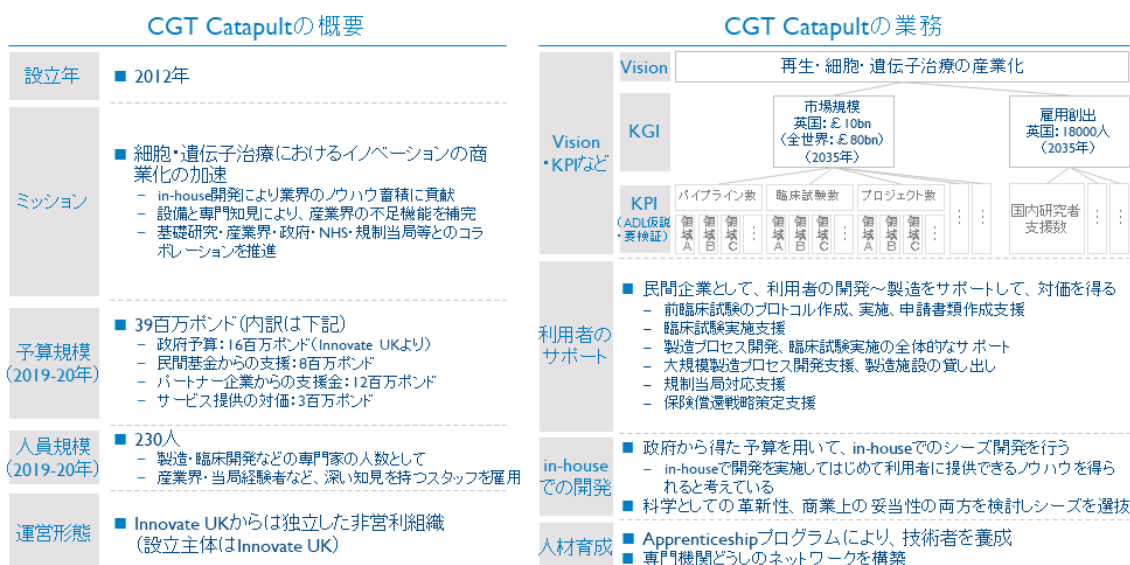 CGT Catapultの概要
設立年
■ 2012年
ミッション
■ 細胞・遺伝子治療におけるイノベーションの商
業化の加速
– in-house開発により業界のノウハウ蓄積に貢献
– 設備と専門知見により、産業界の不足機能を補完
– 基礎研究・産業界・政府・NHS・規制当局等とのコラ
ボレーションを推進
予算規模
(2019-20年)
■ 39百万ポンド(内訳は下記)
– 政府予算:16百万ポンド(Innovate UKより)
– 民間基金からの支援:8百万ポンド
– パートナー企業からの支援金:12百万ポンド
– サービス提供の対価:3百万ポンド
人員規模
(2019-20年)
■ 230人
– 製造・臨床開発などの専門家の人数として
– 産業界・当局経験者など、深い知見を持つスタッフを雇用
運営形態
■ Innovate UKからは独立した非営利組織
(設立主体はInnovate UK)
CGT Catapultの業務
Vision
・KPIなど
Vision
再生・細胞・遺伝子治療の産業化
KGI
市場規模
英国:£10bn
(全世界:£80bn)
(2035年)
雇用創出
英国:18000人
(2035年)
KPI
(ADL仮説
・要検証)
パイプライン数
臨床試験数
プロジェクト数
領域A 領域B 領域C :
領域A 領域B 領域C :
領域A 領域B 領域C :
国内研究者
支援数
利用者の
サポート
■ 民間企業として、利用者の開発～製造をサポートして、対価を得る
– 前臨床試験のプロトコル作成、実施、申請書類作成支援
– 臨床試験実施支援
– 製造プロセス開発、臨床試験実施の全体的なサポート
– 大規模製造プロセス開発支援、製造施設の貸し出し
– 規制当局対応支援
– 保険償還戦略策定支援
in-house
での開発
■ 政府から得た予算を用いて、in-houseでのシーズ開発を行う
– in-houseで開発を実施してはじめて利用者に提供できるノウハウを得ら
れると考えている
■ 科学としての革新性、商業上の妥当性の両方を検討しシーズを選抜
人材育成
■ Apprenticeshipプログラムにより、技術者を養成
■ 専門機関どうしのネットワークを構築